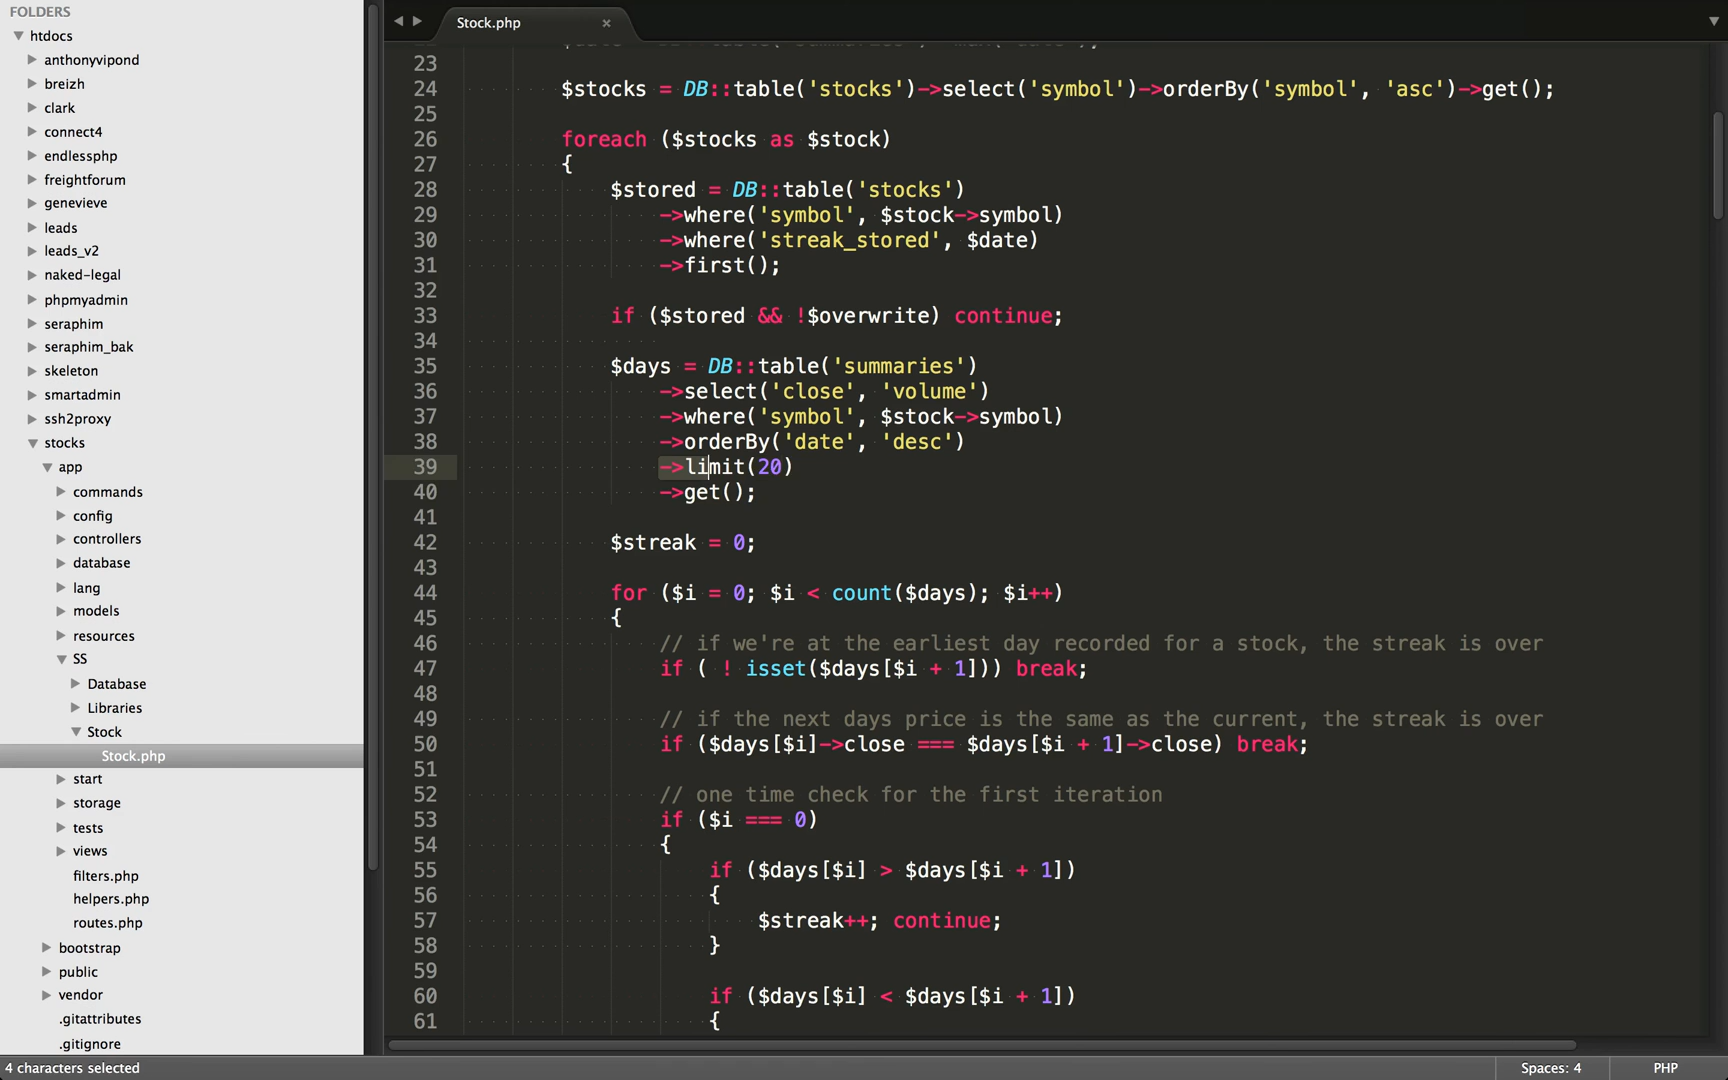 FOLDERS
htdocs
anthonyvipond
breizh
clark
connect4
endlessphp
freightforum
genevieve
leads
leads_v2
naked-legal
phpmyadmin
seraphim
seraphim_bak
skeleton
smartadmin
ssh2proxy
stocks
app
commands
config
controllers
database
lang
models
resources
SS
Database
Libraries
Stock
Stock.php
start
storage
tests
views
filters.php
helpers.php
routes.php
bootstrap
public
vendor
.gitattributes
.gitignore
Stock.php ×
23
24 $stocks = DB::table('stocks')->select('symbol')->orderBy('symbol', 'asc')->get();
25
26 foreach ($stocks as $stock)
27 {
28 $stored = DB::table('stocks')
29 ->where('symbol', $stock->symbol)
30 ->where('streak_stored', $date)
31 ->first();
32
33 if ($stored && !$overwrite) continue;
34
35 $days = DB::table('summaries')
36 ->select('close', 'volume')
37 ->where('symbol', $stock->symbol)
38 ->orderBy('date', 'desc')
39 ->limit(20)
40 ->get();
41
42 $streak = 0;
43
44 for ($i = 0; $i < count($days); $i++)
45 {
46 // if we're at the earliest day recorded for a stock, the streak is over
47 if ( ! isset($days[$i + 1])) break;
48
49 // if the next days price is the same as the current, the streak is over
50 if ($days[$i]->close === $days[$i + 1]->close) break;
51
52 // one time check for the first iteration
53 if ($i === 0)
54 {
55 if ($days[$i] > $days[$i + 1])
56 {
57 $streak++; continue;
58 }
59
60 if ($days[$i] < $days[$i + 1])
61 {
4 characters selected
Spaces: 4
PHP